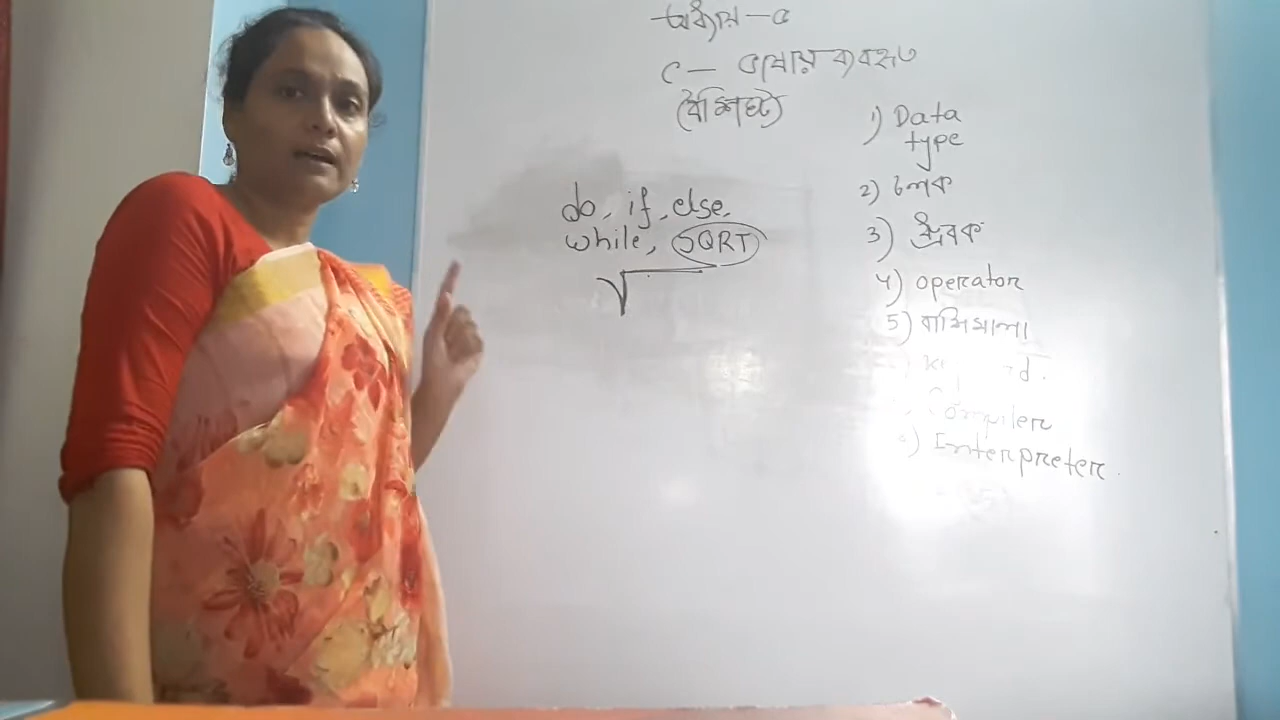 অধ্যায় — ৫
C — ভাষায় ব্যবহৃত
(বৈশিষ্ট্য)
do, if, else,
while, SQRT
√
1) Data
type
2) চলক
3) ধ্রুবক
4) operator
5) রাশিমালা
Compiler
) Interpreter